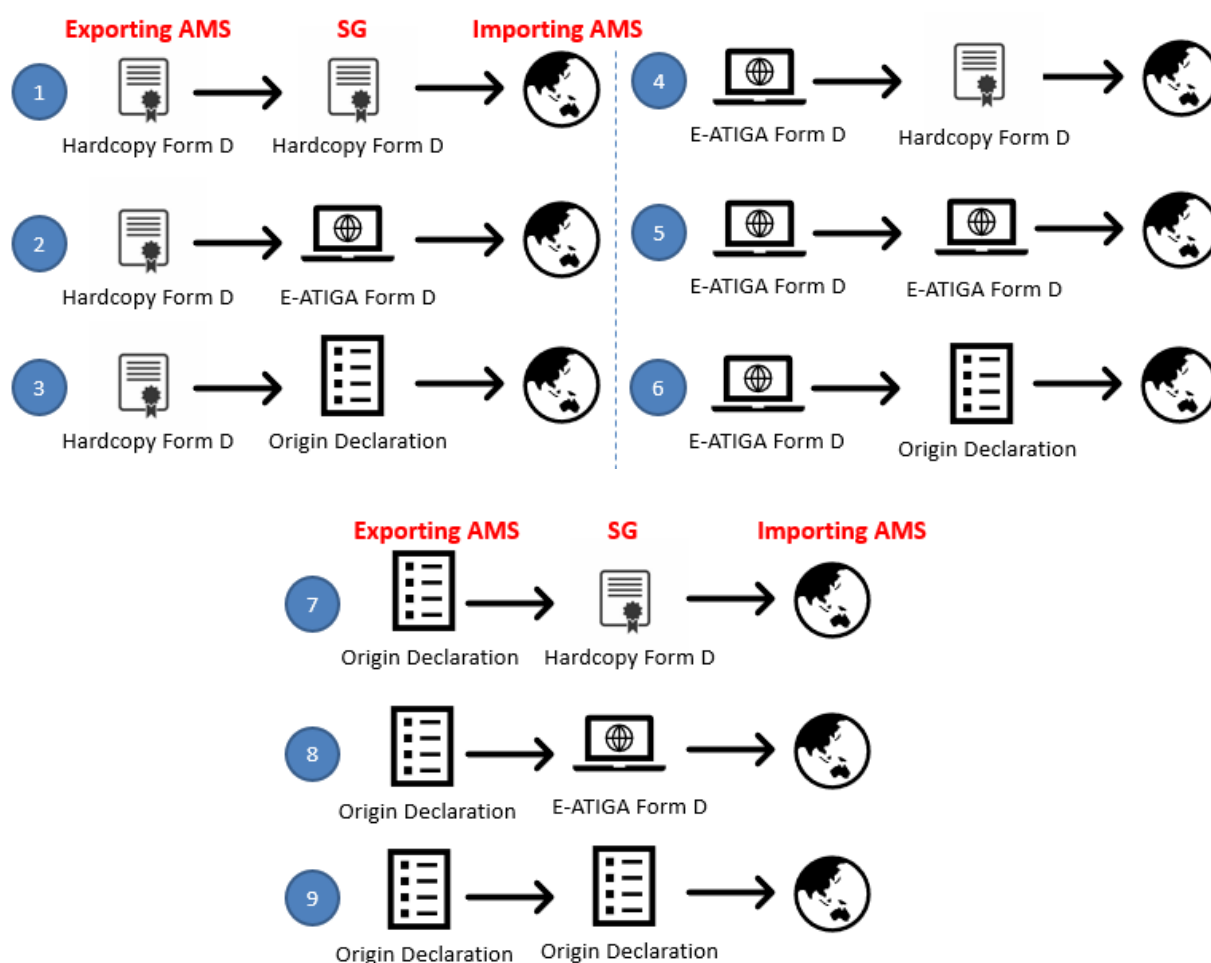 Exporting AMS SG Importing AMS
1
Hardcopy Form D Hardcopy Form D
2
Hardcopy Form D E-ATIGA Form D
3
Hardcopy Form D Origin Declaration
4
E-ATIGA Form D Hardcopy Form D
5
E-ATIGA Form D E-ATIGA Form D
6
E-ATIGA Form D Origin Declaration
Exporting AMS SG Importing AMS
7
Origin Declaration Hardcopy Form D
8
Origin Declaration E-ATIGA Form D
9
Origin Declaration Origin Declaration